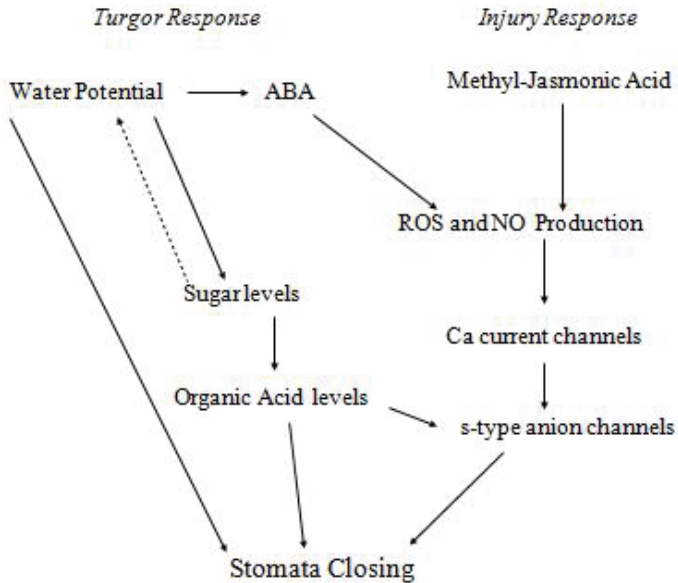 Turgor Response
Injury Response
Water Potential
ABA
Methyl-Jasmonic Acid
ROS and NO Production
Sugar levels
Ca current channels
Organic Acid levels
s-type anion channels
Stomata Closing